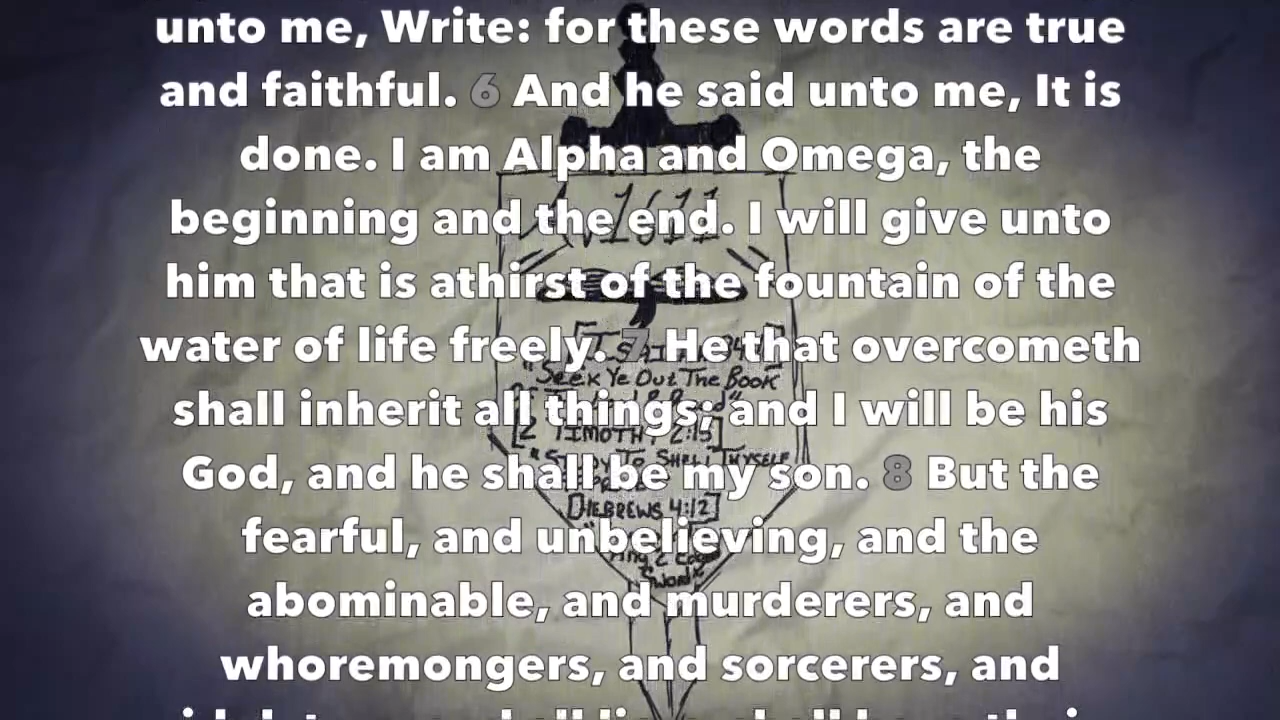 unto me, Write: for these words are true
and faithful. 6 And he said unto me, It is
done. I am Alpha and Omega, the
beginning and the end. I will give unto
him that is athirst of the fountain of the
water of life freely. 7 He that overcometh
shall inherit all things; and I will be his
God, and he shall be my son. 8 But the
fearful, and unbelieving, and the
abominable, and murderers, and
whoremongers, and sorcerers, and
1611
"Seek Ye Out The Book
TIMOTHY 2:15]
To Shew Thyself
[HEBREWS 4:12]
Any 2 Edged
Sword"